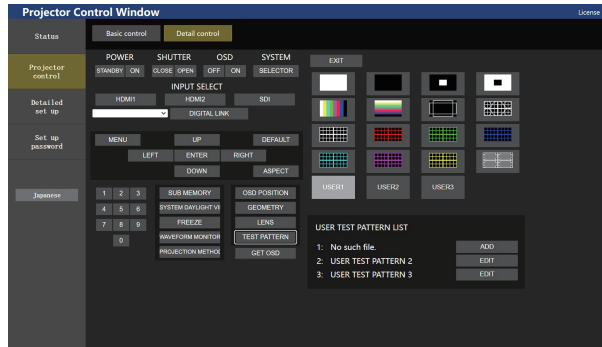 Projector Control Window
License
Status
Projector
control
Detailed
set up
Set up
password
Japanese
Basic control
Detail control
POWER SHUTTER OSD SYSTEM
STANDBY ON CLOSE OPEN OFF ON SELECTOR
INPUT SELECT
HDMI1 HDMI2 SDI
DIGITAL LINK
MENU UP DEFAULT
LEFT ENTER RIGHT
DOWN ASPECT
1 2 3
4 5 6
7 8 9
0
SUB MEMORY
SYSTEM DAYLIGHT VI
FREEZE
WAVEFORM MONITOR
PROJECTION METHOD
OSD POSITION
GEOMETRY
LENS
TEST PATTERN
GET OSD
EXIT
USER1 USER2 USER3
USER TEST PATTERN LIST
1: No such file. ADD
2: USER TEST PATTERN 2 EDIT
3: USER TEST PATTERN 3 EDIT